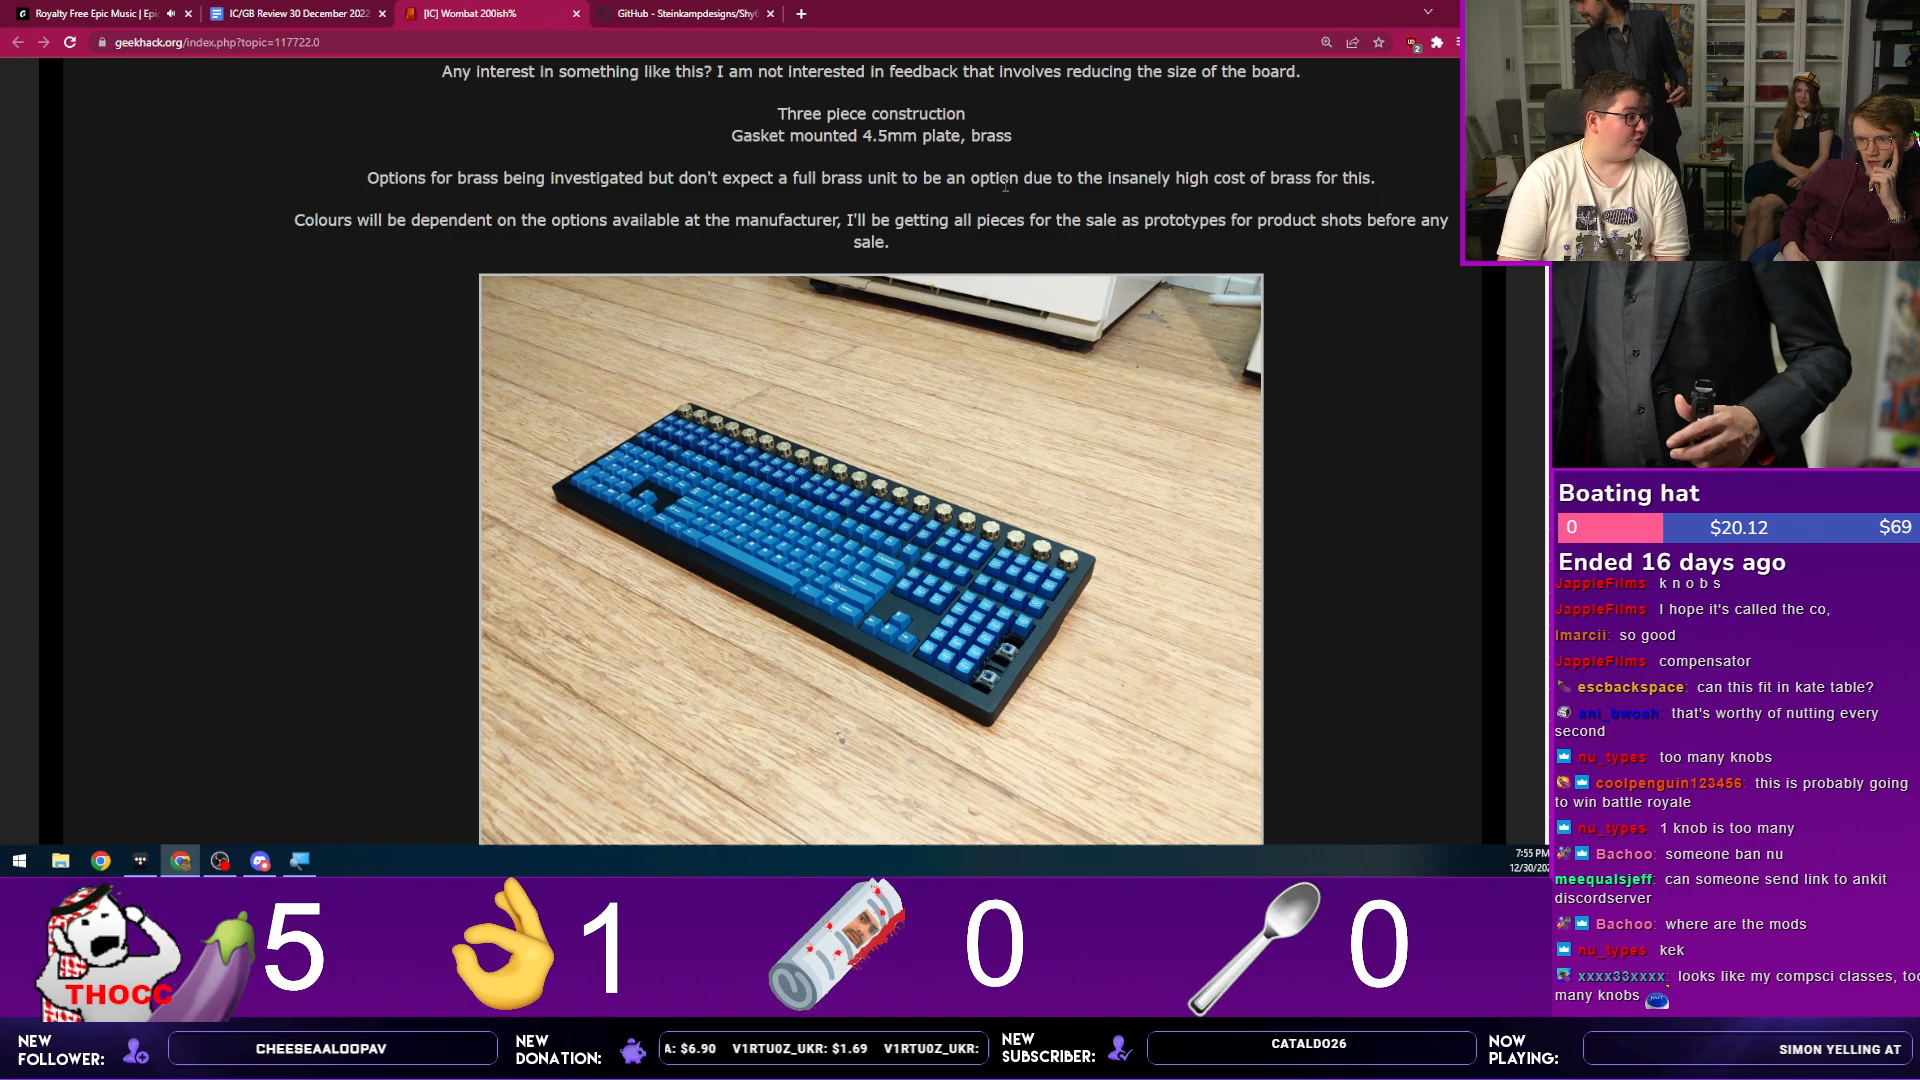 Royalty Free Epic Music | Epi
IC/GB Review 30 December 2022
[IC] Wombat 200ish%
GitHub - Steinkampdesigns/Shy
geekhack.org/index.php?topic=117722.0
2
Any interest in something like this? I am not interested in feedback that involves reducing the size of the board.
Three piece construction
Gasket mounted 4.5mm plate, brass
Options for brass being investigated but don't expect a full brass unit to be an option due to the insanely high cost of brass for this.
Colours will be dependent on the options available at the manufacturer, I'll be getting all pieces for the sale as prototypes for product shots before any
sale.
Boating hat
0 $20.12 $69
Ended 16 days ago
JappleFilms k n o b s
JappleFilms I hope it's called the co,
lmarcii: so good
JappleFilms compensator
escbackspace: can this fit in kate table?
ani_bwoah: that's worthy of nutting every
second
nu_types too many knobs
coolpenguin123456: this is probably going
to win battle royale
nu_types 1 knob is too many
Bachoo: someone ban nu
meequalsjeff: can someone send link to ankit
discordserver
Bachoo: where are the mods
nu_types: kek
xxxx33xxxx: looks like my compsci classes, too
many knobs
7:55 PM
12/30/202
THOCC
5
1
0
0
NEW
FOLLOWER:
CHEESEAALOOPAV
NEW
DONATION:
A: $6.90 V1RTU0Z_UKR: $1.69 V1RTU0Z_UKR:
NEW
SUBSCRIBER:
CATALDO26
NOW
PLAYING:
SIMON YELLING AT